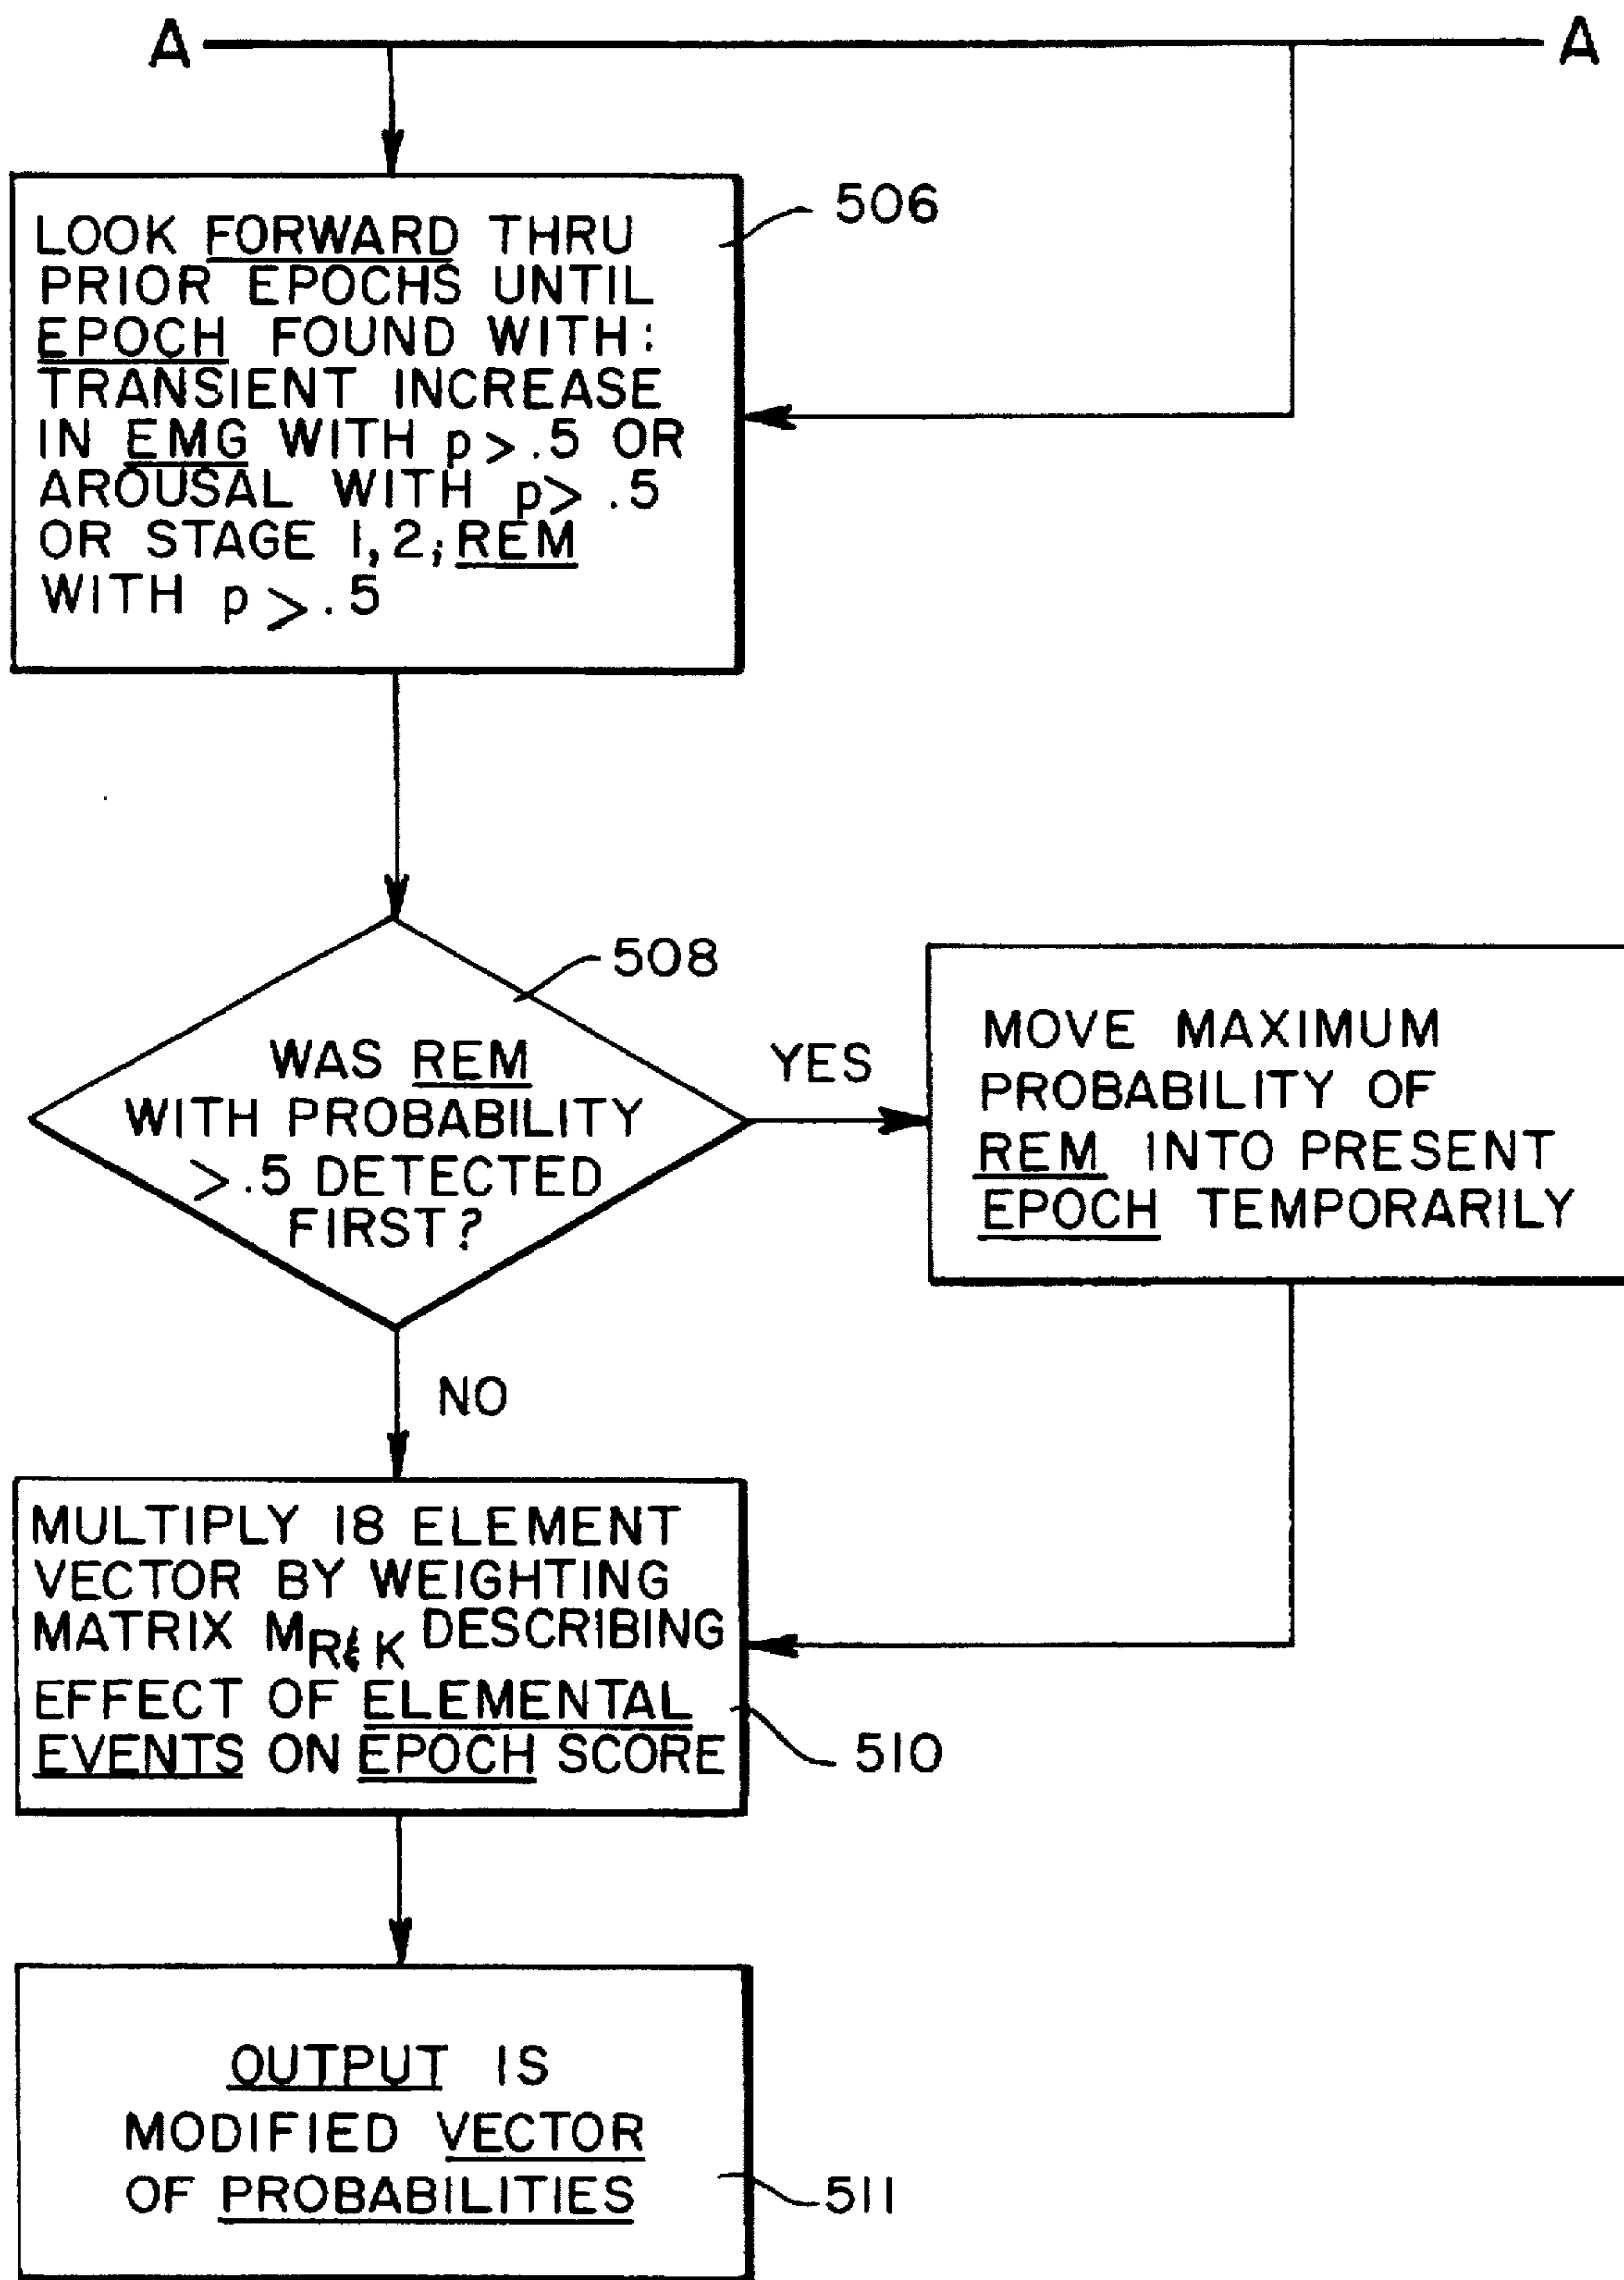 A A
LOOK FORWARD THRU
PRIOR EPOCHS UNTIL
EPOCH FOUND WITH:
TRANSIENT INCREASE
IN EMG WITH p > .5 OR
AROUSAL WITH p > .5
OR STAGE 1,2; REM
WITH p > .5
506
WAS REM
WITH PROBABILITY
> .5 DETECTED
FIRST?
508
YES
MOVE MAXIMUM
PROBABILITY OF
REM INTO PRESENT
EPOCH TEMPORARILY
NO
MULTIPLY 18 ELEMENT
VECTOR BY WEIGHTING
MATRIX MR&K DESCRIBING
EFFECT OF ELEMENTAL
EVENTS ON EPOCH SCORE
510
OUTPUT IS
MODIFIED VECTOR
OF PROBABILITIES
511